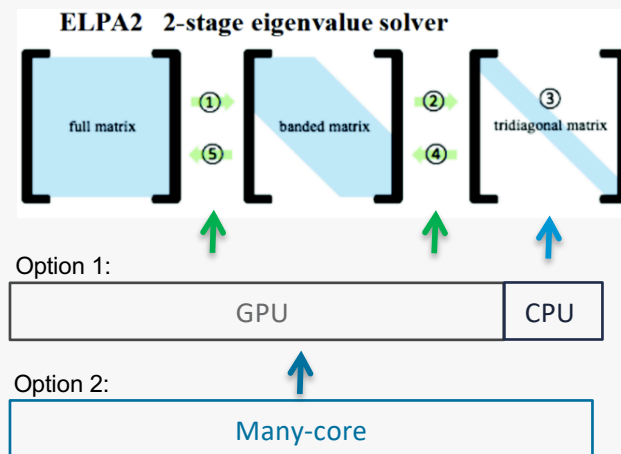 ELPA2 2-stage eigenvalue solver
① ② ③
full matrix banded matrix tridiagonal matrix
⑤ ④
Option 1:
GPU CPU
Option 2:
Many-core